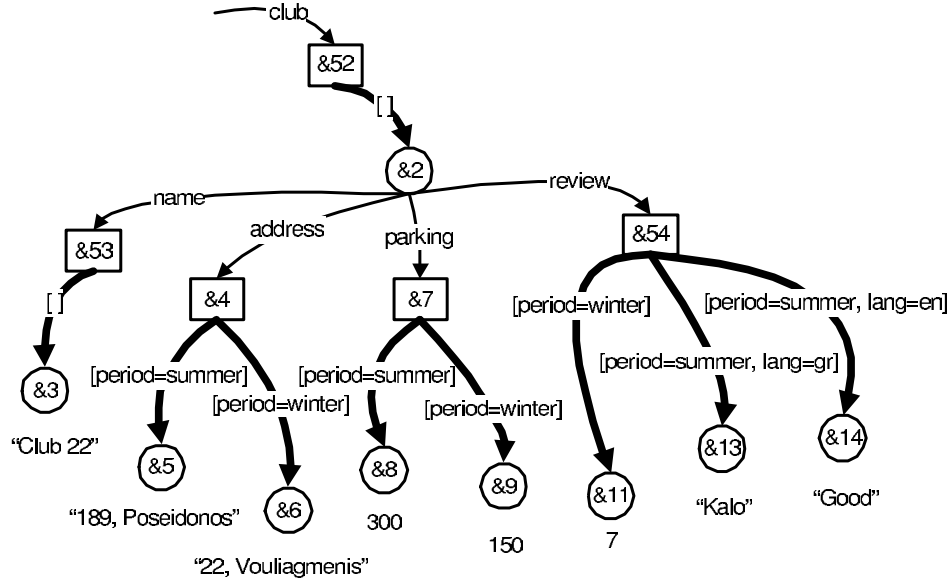 club
&52
[ ]
&2
name
review
address
parking
&53
&54
[ ]
&4
&7
[period=winter]
[period=summer, lang=en]
[period=summer]
[period=summer]
[period=summer, lang=gr]
&3
[period=winter]
[period=winter]
“Club 22”
&5
&8
&9
&13
&14
&6
&11
“189, Poseidonos”
300
“Kalo”
“Good”
150
7
“22, Vouliagmenis”